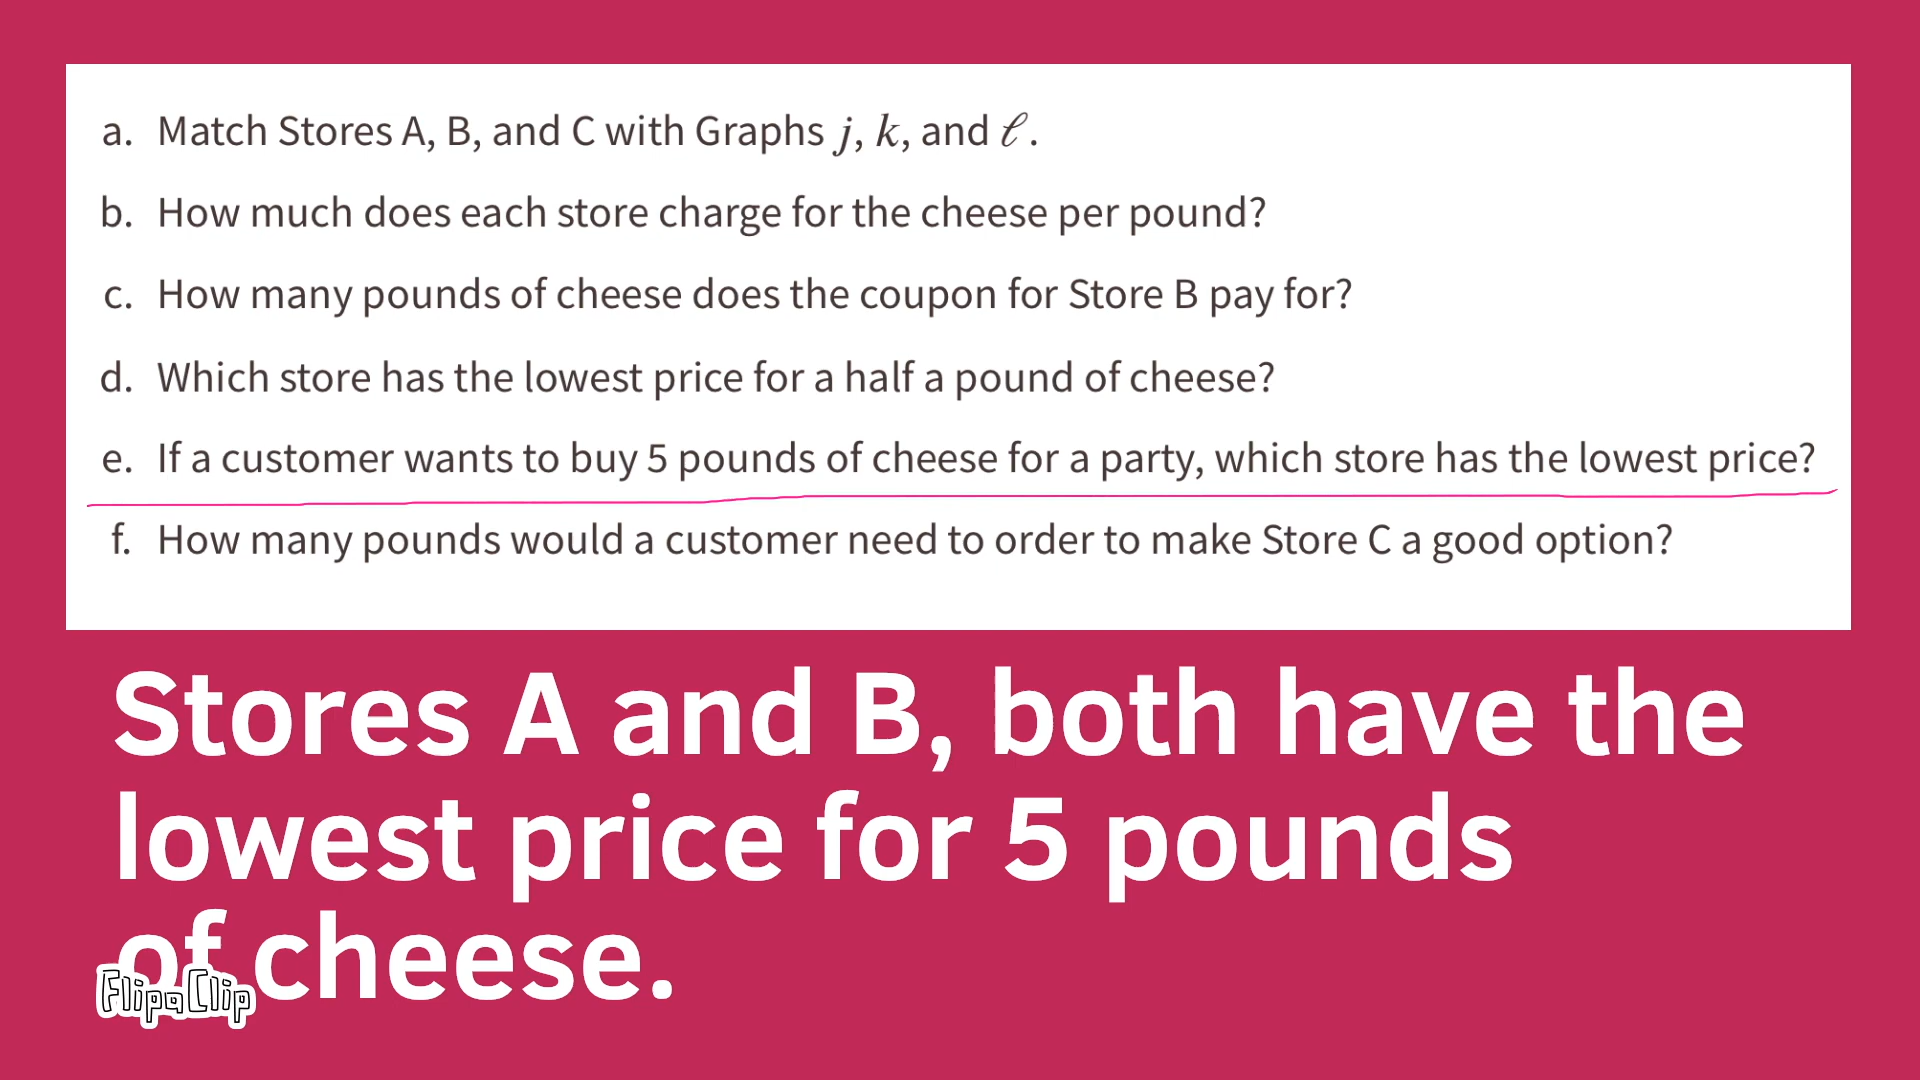 a. Match Stores A, B, and C with Graphs j, k, and ℓ.
b. How much does each store charge for the cheese per pound?
c. How many pounds of cheese does the coupon for Store B pay for?
d. Which store has the lowest price for a half a pound of cheese?
e. If a customer wants to buy 5 pounds of cheese for a party, which store has the lowest price?
f. How many pounds would a customer need to order to make Store C a good option?
Stores A and B, both have the
lowest price for 5 pounds
of cheese.
FlipaClip